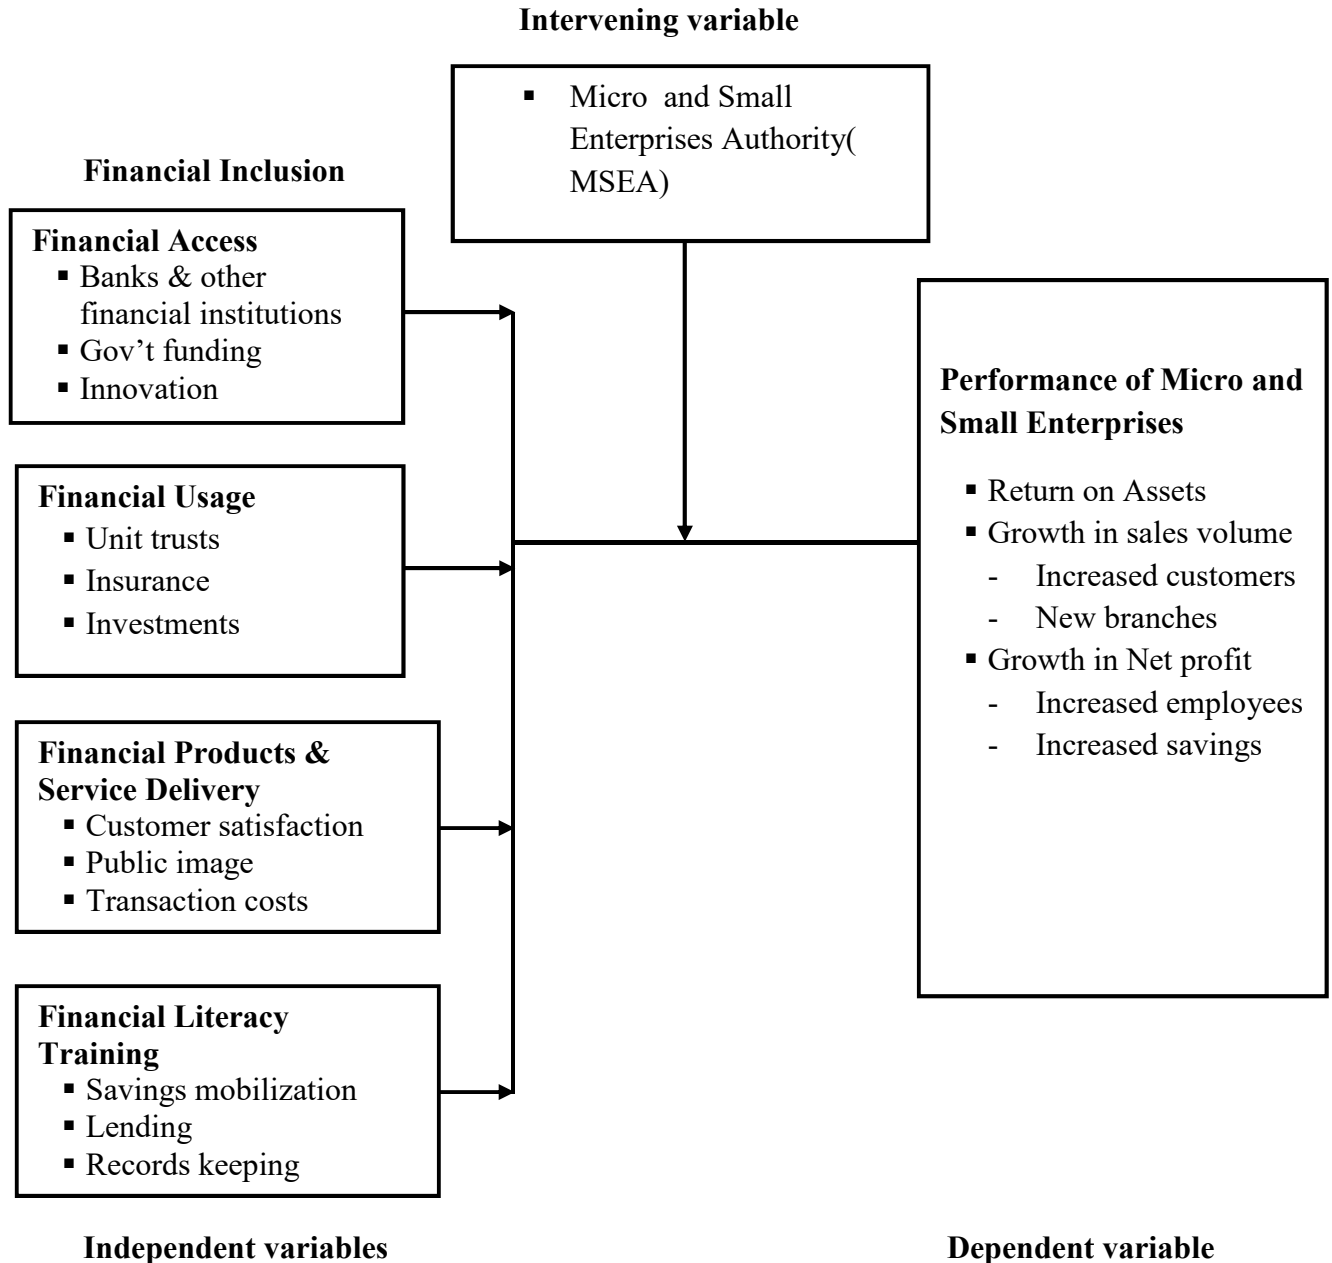 Intervening variable
▪ Micro and Small
Enterprises Authority(
MSEA)
Financial Inclusion
Financial Access
▪ Banks & other
financial institutions
▪ Gov’t funding
▪ Innovation
Financial Usage
▪ Unit trusts
▪ Insurance
▪ Investments
Financial Products &
Service Delivery
▪ Customer satisfaction
▪ Public image
▪ Transaction costs
Financial Literacy
Training
▪ Savings mobilization
▪ Lending
▪ Records keeping
Independent variables
Performance of Micro and
Small Enterprises
▪ Return on Assets
▪ Growth in sales volume
- Increased customers
- New branches
▪ Growth in Net profit
- Increased employees
- Increased savings
Dependent variable